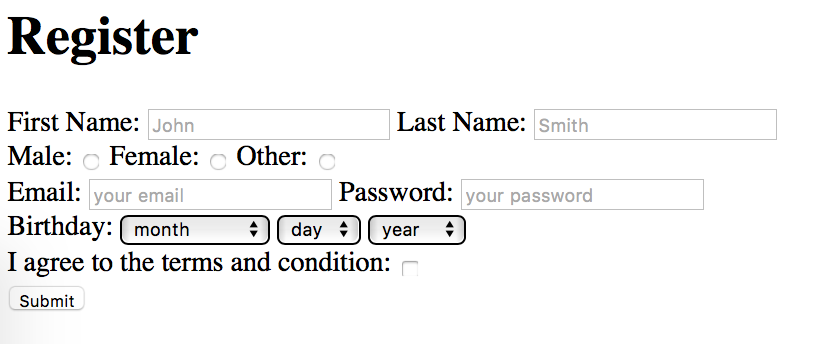 Register
First Name: John Last Name: Smith
Male: Female: Other:
Email: your email Password: your password
Birthday: month day year
I agree to the terms and condition:
Submit